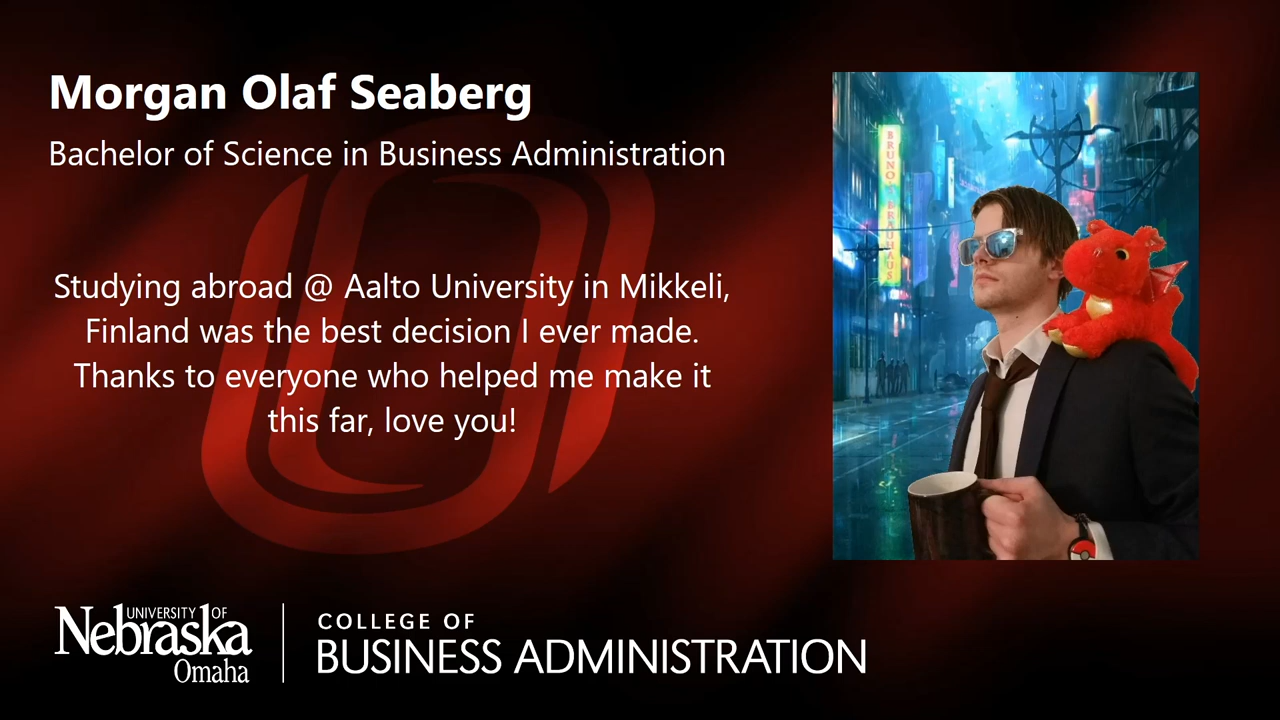 Morgan Olaf Seaberg
Bachelor of Science in Business Administration
Studying abroad @ Aalto University in Mikkeli,
Finland was the best decision I ever made.
Thanks to everyone who helped me make it
this far, love you!
BRUNO'S BRAUHAUS
UNIVERSITY OF
Nebraska
Omaha
COLLEGE OF
BUSINESS ADMINISTRATION